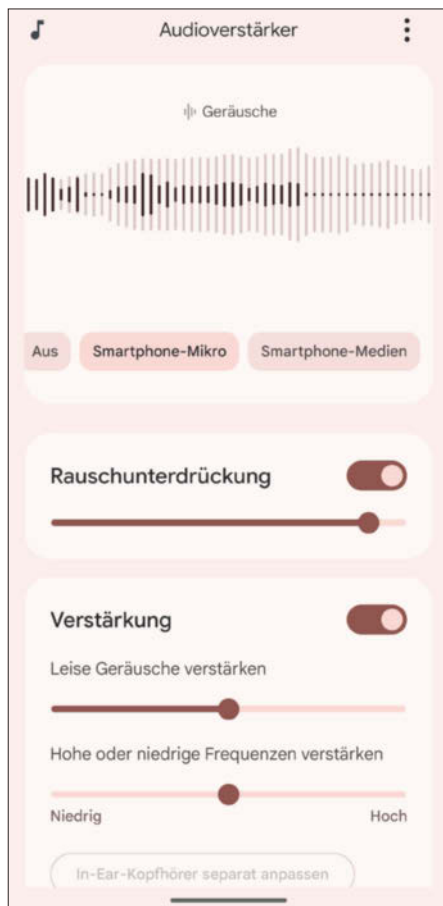 Audioverstärker
Geräusche
Aus Smartphone-Mikro Smartphone-Medien
Rauschunterdrückung
Verstärkung
Leise Geräusche verstärken
Hohe oder niedrige Frequenzen verstärken
Niedrig Hoch
In-Ear-Kopfhörer separat anpassen